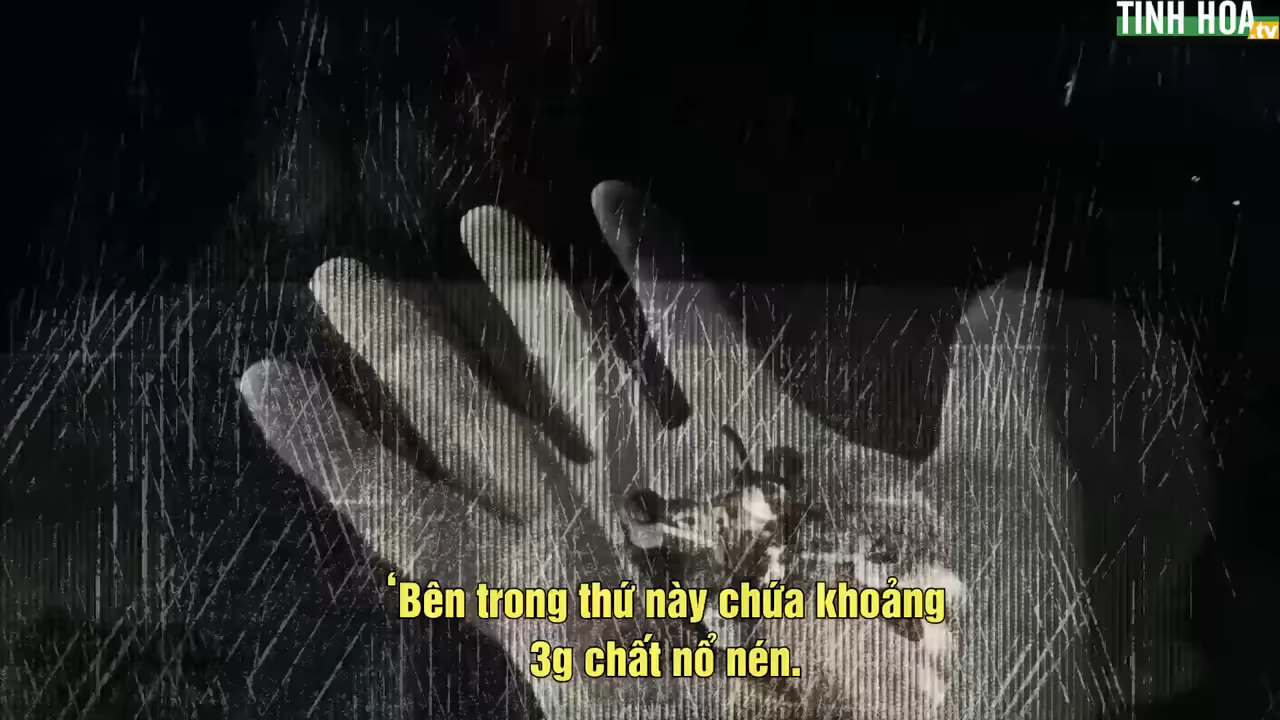 TINH HOA
.tv
‘Bên trong thứ này chứa khoảng
3g chất nổ nén.